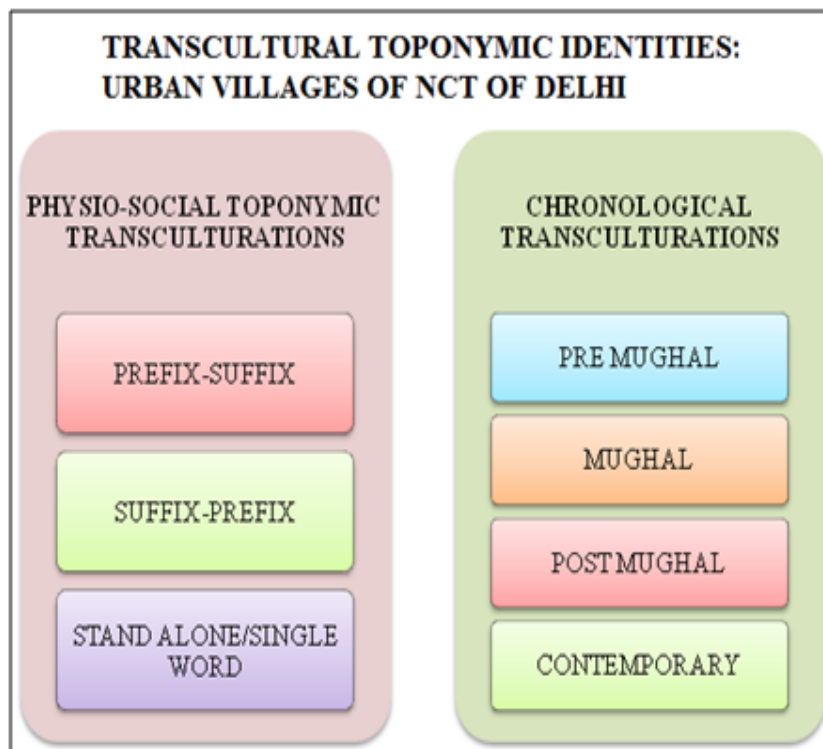 TRANSCULTURAL TOPONYMIC IDENTITIES:
URBAN VILLAGES OF NCT OF DELHI
PHYSIO-SOCIAL TOPONYMIC
TRANSCULTURATIONS
PREFIX-SUFFIX
SUFFIX-PREFIX
STAND ALONE/SINGLE
WORD
CHRONOLOGICAL
TRANSCULTURATIONS
PRE MUGHAL
MUGHAL
POST MUGHAL
CONTEMPORARY